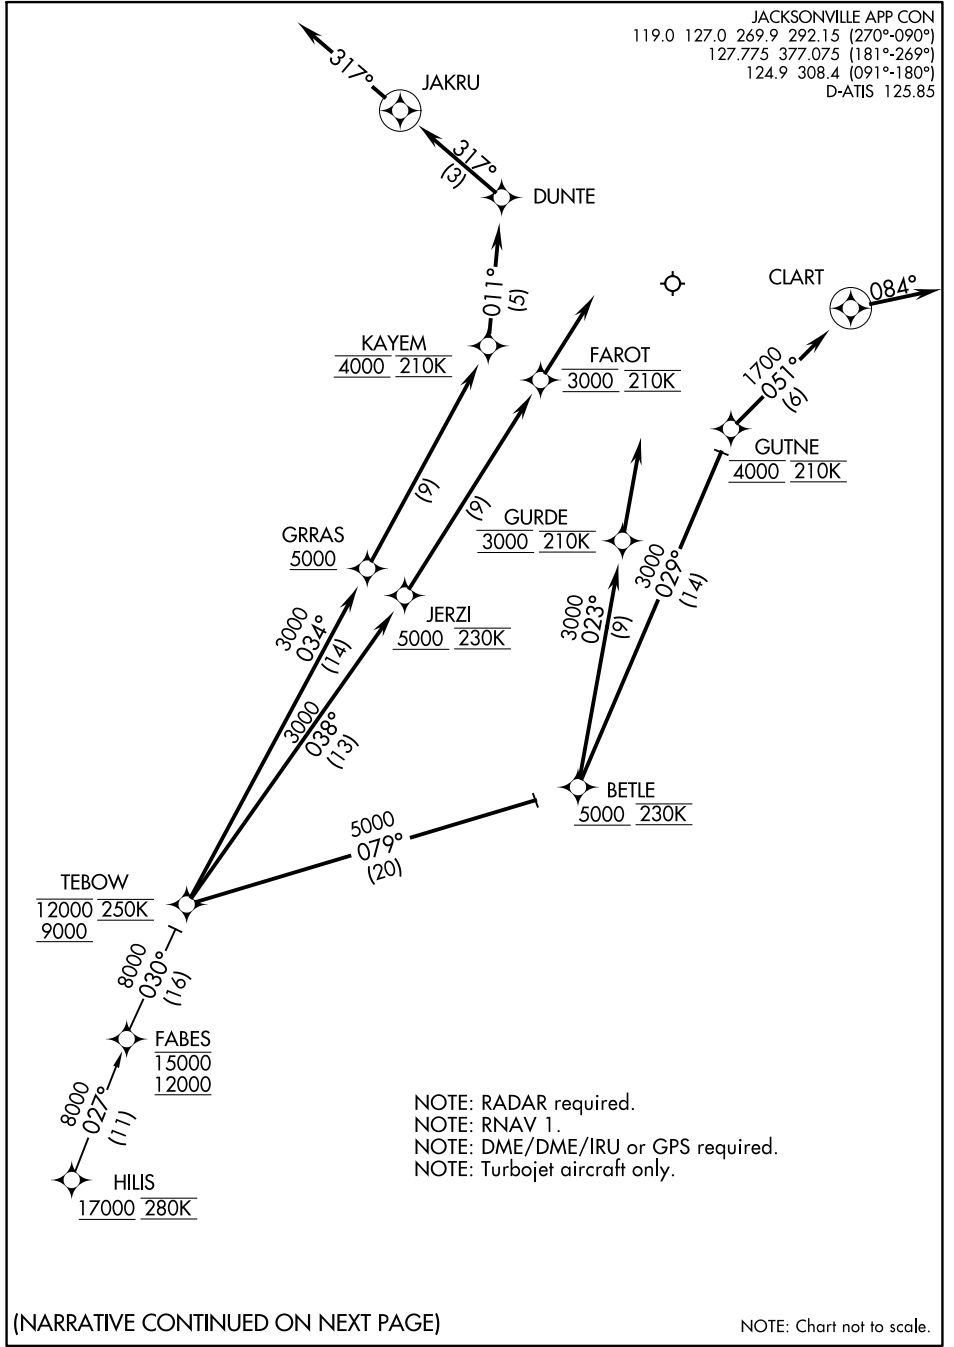 JACKSONVILLE APP CON
119.0 127.0 269.9 292.15 (270°-090°)
127.775 377.075 (181°-269°)
124.9 308.4 (091°-180°)
D-ATIS 125.85
317°
JAKRU
317°
(3)
DUNTE
CLART
084°
011°
(5)
KAYEM
4000 210K
FAROT
3000 210K
1700
051°
(6)
GUTNE
4000 210K
(9)
(9)
GURDE
3000 210K
GRRAS
5000
3000
029°
(14)
JERZI
5000 230K
3000
023°
(9)
3000
034°
(14)
3000
038°
(13)
BETLE
5000 230K
5000
079°
(20)
TEBOW
12000 250K
9000
8000
030°
(16)
FABES
15000
12000
8000
027°
(11)
HILIS
17000 280K
NOTE: RADAR required.
NOTE: RNAV 1.
NOTE: DME/DME/IRU or GPS required.
NOTE: Turbojet aircraft only.
(NARRATIVE CONTINUED ON NEXT PAGE)
NOTE: Chart not to scale.